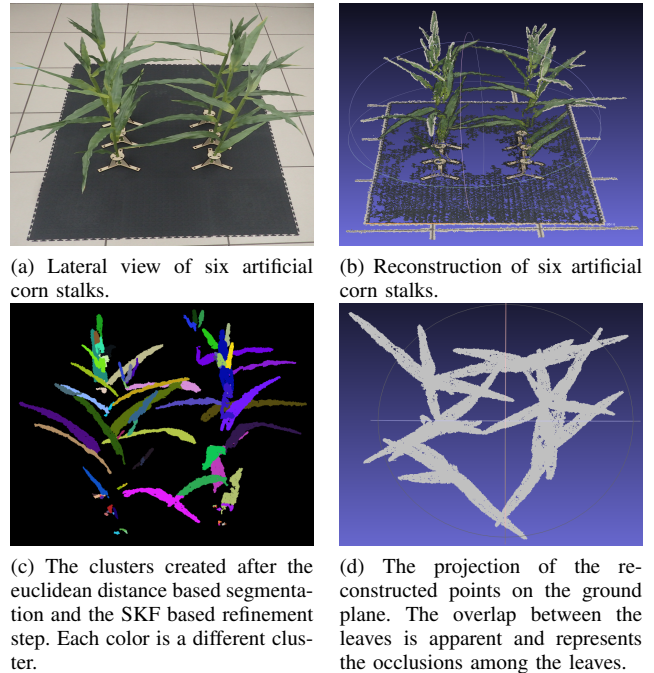 (a) Lateral view of six artificial
corn stalks.
(b) Reconstruction of six artificial
corn stalks.
(c) The clusters created after the
euclidean distance based segmenta-
tion and the SKF based refinement
step. Each color is a different clus-
ter.
(d) The projection of the re-
constructed points on the ground
plane. The overlap between the
leaves is apparent and represents
the occlusions among the leaves.